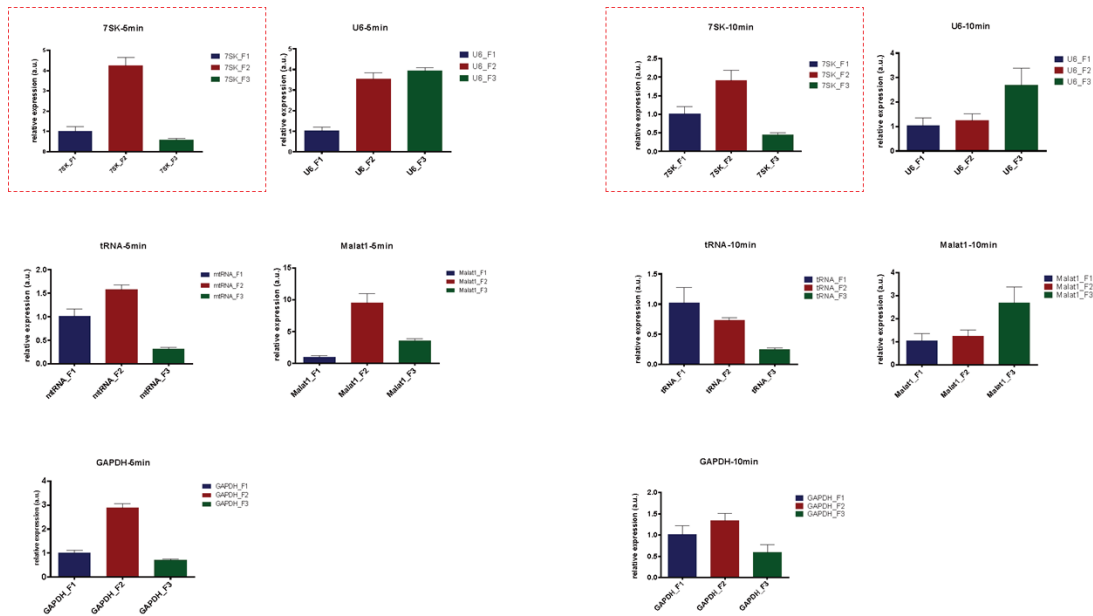 7SK-5min
relative expression (a.u.)
5
4
3
2
1
0
7SK_F1
7SK_F2
7SK_F3
7SK_F1
7SK_F2
7SK_F3
U6-5min
relative expression (a.u.)
5
4
3
2
1
0
U6_F1
U6_F2
U6_F3
U6_F1
U6_F2
U6_F3
7SK-10min
relative expression (a.u.)
2.5
2.0
1.5
1.0
0.5
0.0
7SK_F1
7SK_F2
7SK_F3
7SK_F1
7SK_F2
7SK_F3
U6-10min
relative expression (a.u.)
4
3
2
1
0
U6_F1
U6_F2
U6_F3
U6_F1
U6_F2
U6_F3
tRNA-5min
relative expression (a.u.)
2.0
1.5
1.0
0.5
0.0
mtRNA_F1
mtRNA_F2
mtRNA_F3
mtRNA_F1
mtRNA_F2
mtRNA_F3
Malat1-5min
relative expression (a.u.)
15
10
5
0
Malat1_F1
Malat1_F2
Malat1_F3
Malat1_F1
Malat1_F2
Malat1_F3
tRNA-10min
relative expression (a.u.)
1.5
1.0
0.5
0.0
tRNA_F1
tRNA_F2
tRNA_F3
tRNA_F1
tRNA_F2
tRNA_F3
Malat1-10min
relative expression (a.u.)
4
3
2
1
0
Malat1_F1
Malat1_F2
Malat1_F3
Malat1_F1
Malat1_F2
Malat1_F3
GAPDH-5min
relative expression (a.u.)
4
3
2
1
0
GAPDH_F1
GAPDH_F2
GAPDH_F3
GAPDH_F1
GAPDH_F2
GAPDH_F3
GAPDH-10min
relative expression (a.u.)
2.0
1.5
1.0
0.5
0.0
GAPDH_F1
GAPDH_F2
GAPDH_F3
GAPDH_F1
GAPDH_F2
GAPDH_F3